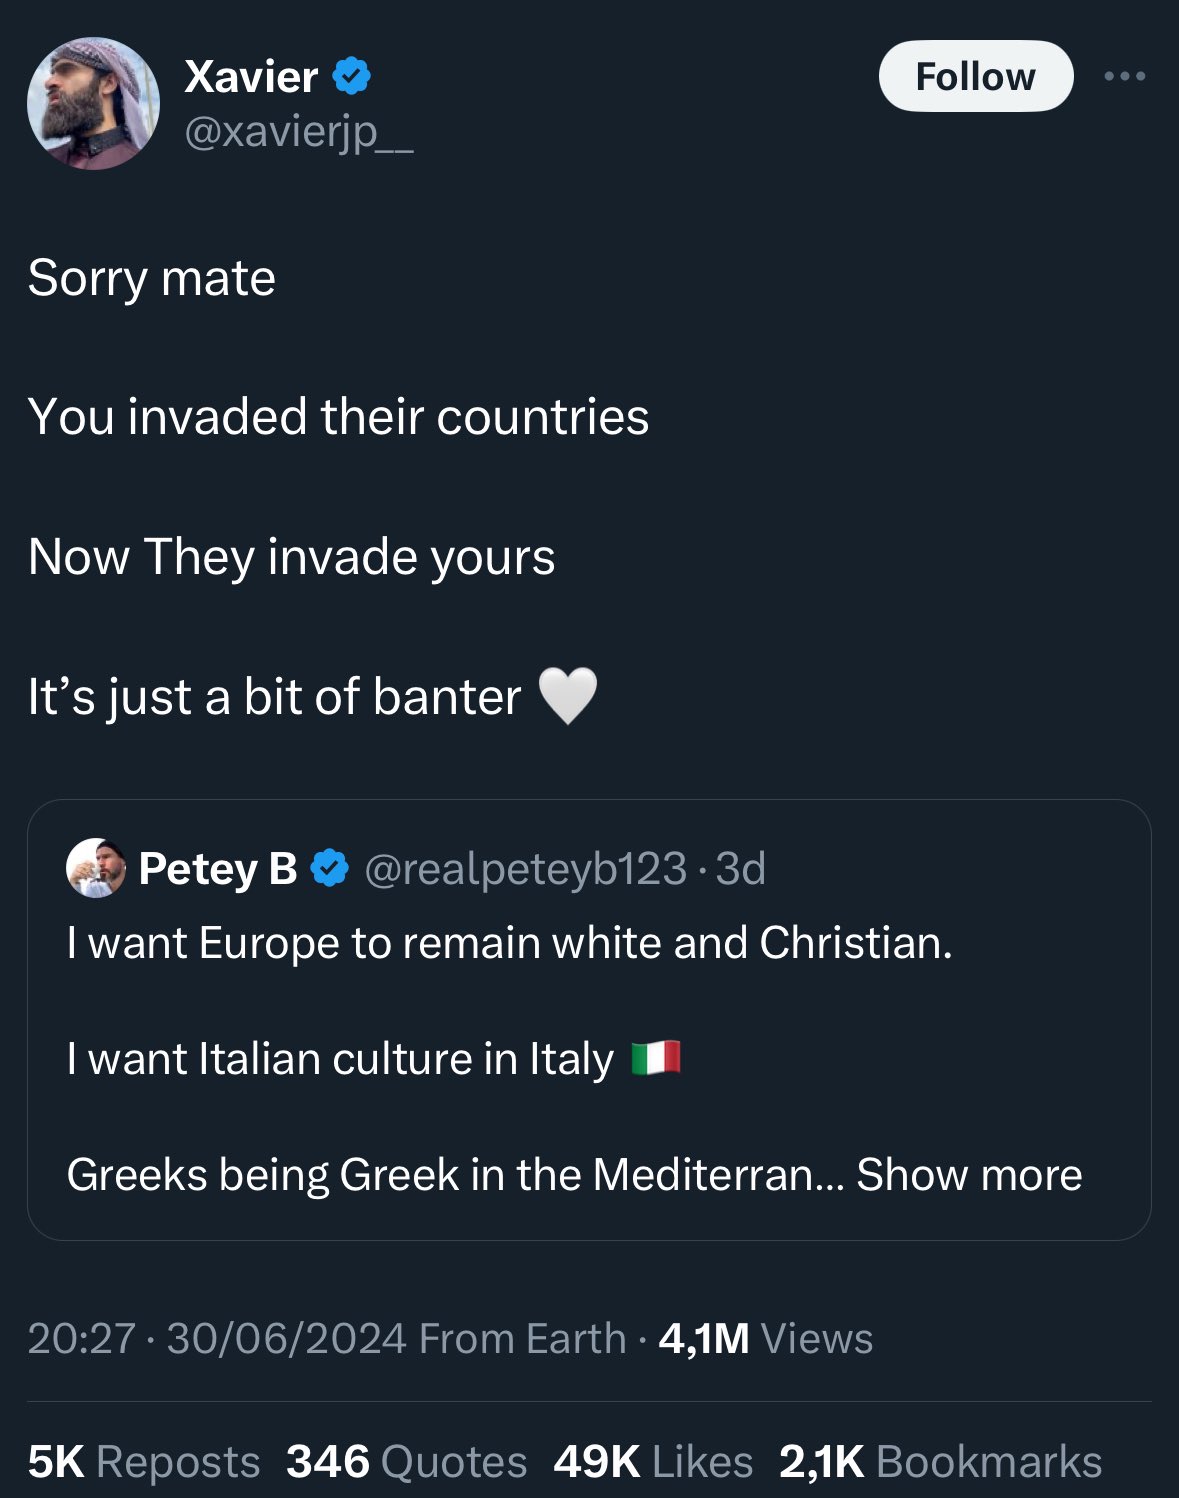 Xavier
Follow
@xavierjp__
Sorry mate
You invaded their countries
Now They invade yours
It’s just a bit of banter 🤍
Petey B @realpeteyb123 · 3d
I want Europe to remain white and Christian.
I want Italian culture in Italy 🇮🇹
Greeks being Greek in the Mediterran... Show more
20:27 · 30/06/2024 From Earth · 4,1M Views
5K Reposts 346 Quotes 49K Likes 2,1K Bookmarks